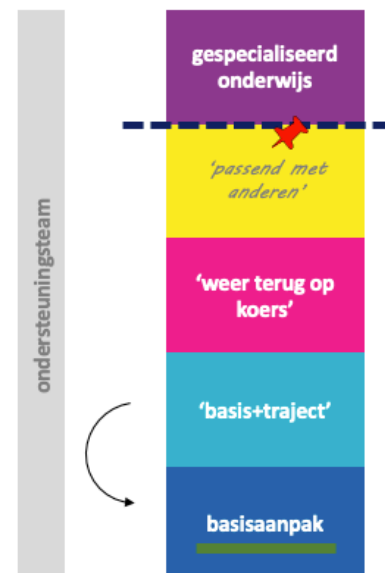 gespecialiseerd
onderwijs
'passend met
anderen'
'weer terug op
koers'
'basis+traject'
basisaanpak
ondersteuningsteam